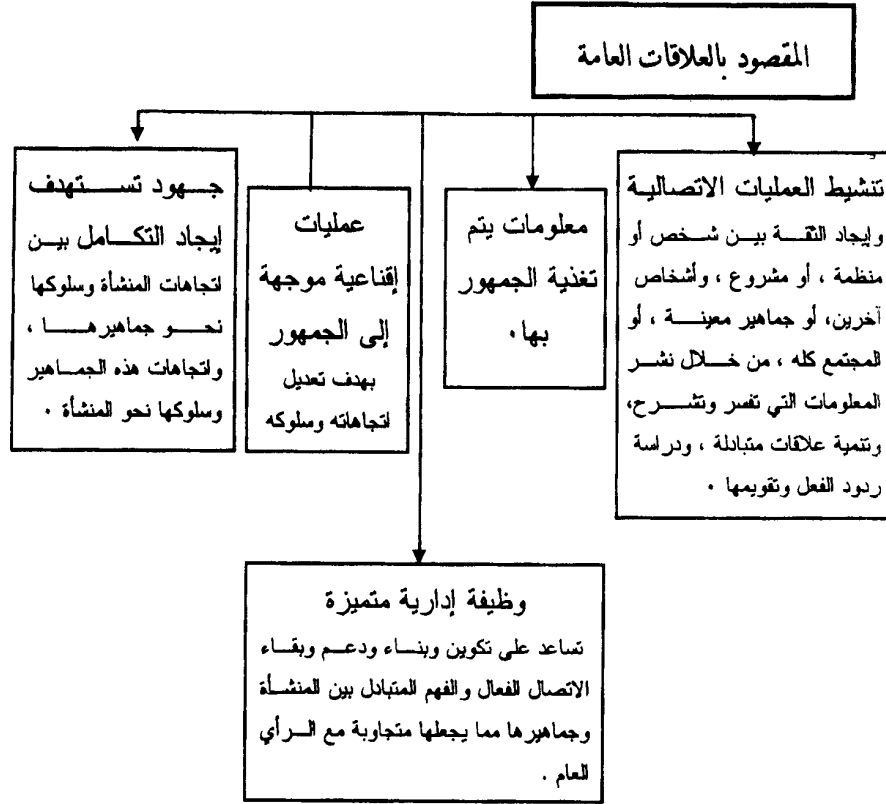 المقصود بالعلاقات العامة
تنشيط العمليات الاتصالية
وإيجاد الثقة بين شخص أو
منظمة ، أو مشروع ، وأشخاص
آخرين، أو جماهير معينة ، أو
المجتمع كله ، من خلال نشر
المعلومات التي تفسر وتشرح،
وتنمية علاقات متبادلة ، ودراسة
ردود الفعل وتقويمها .
معلومات يتم
تغذية الجمهور
بها.
عمليات
إقناعية موجهة
إلى الجمهور
بهدف تعديل
اتجاهاته وسلوكه
جهود تستهدف
إيجاد التكامل بين
اتجاهات المنشأة وسلوكها
نحو جماهيرها ،
واتجاهات هذه الجماهير
وسلوكها نحو المنشأة .
وظيفة إدارية متميزة
تساعد على تكوين وبناء ودعم وبقاء
الاتصال الفعال والفهم المتبادل بين المنشأة
وجماهيرها مما يجعلها متجاوبة مع الرأي
العام .